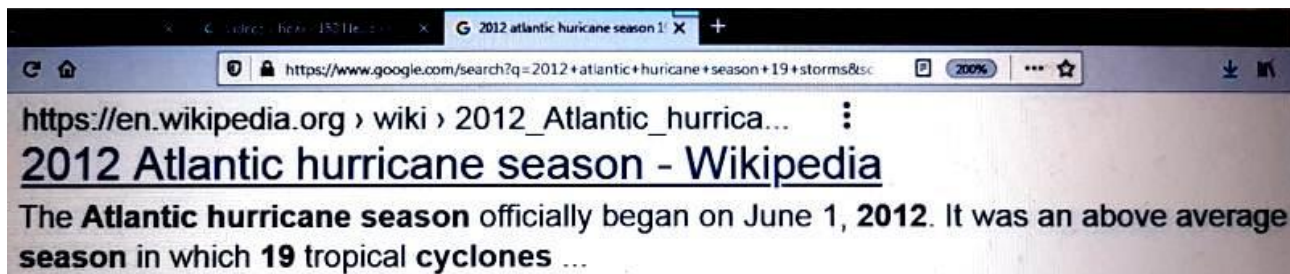 G 2012 atlantic huricane season 1
https://www.google.com/search?q=2012+atlantic+huricane+season+19+storms&sc
200%
https://en.wikipedia.org › wiki › 2012_Atlantic_hurrica...
2012 Atlantic hurricane season - Wikipedia
The Atlantic hurricane season officially began on June 1, 2012. It was an above average
season in which 19 tropical cyclones ...